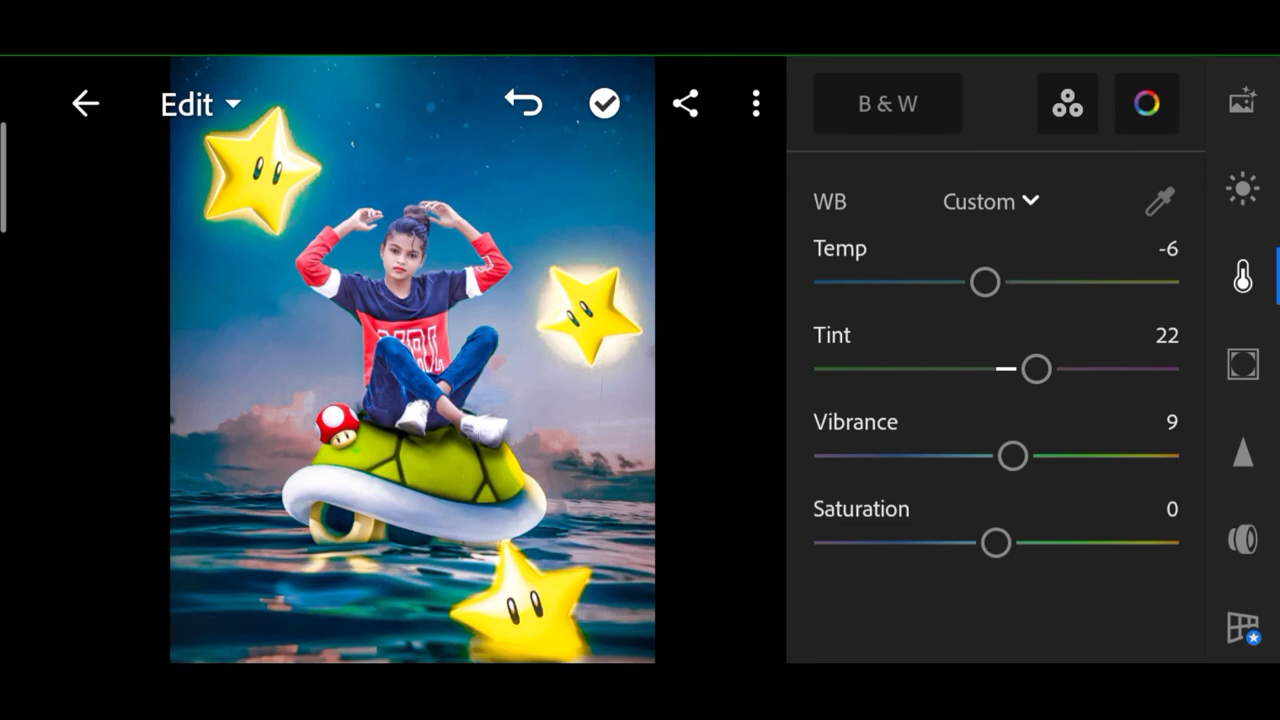 Edit
B & W
WB
Custom
Temp
-6
Tint
22
Vibrance
9
Saturation
0